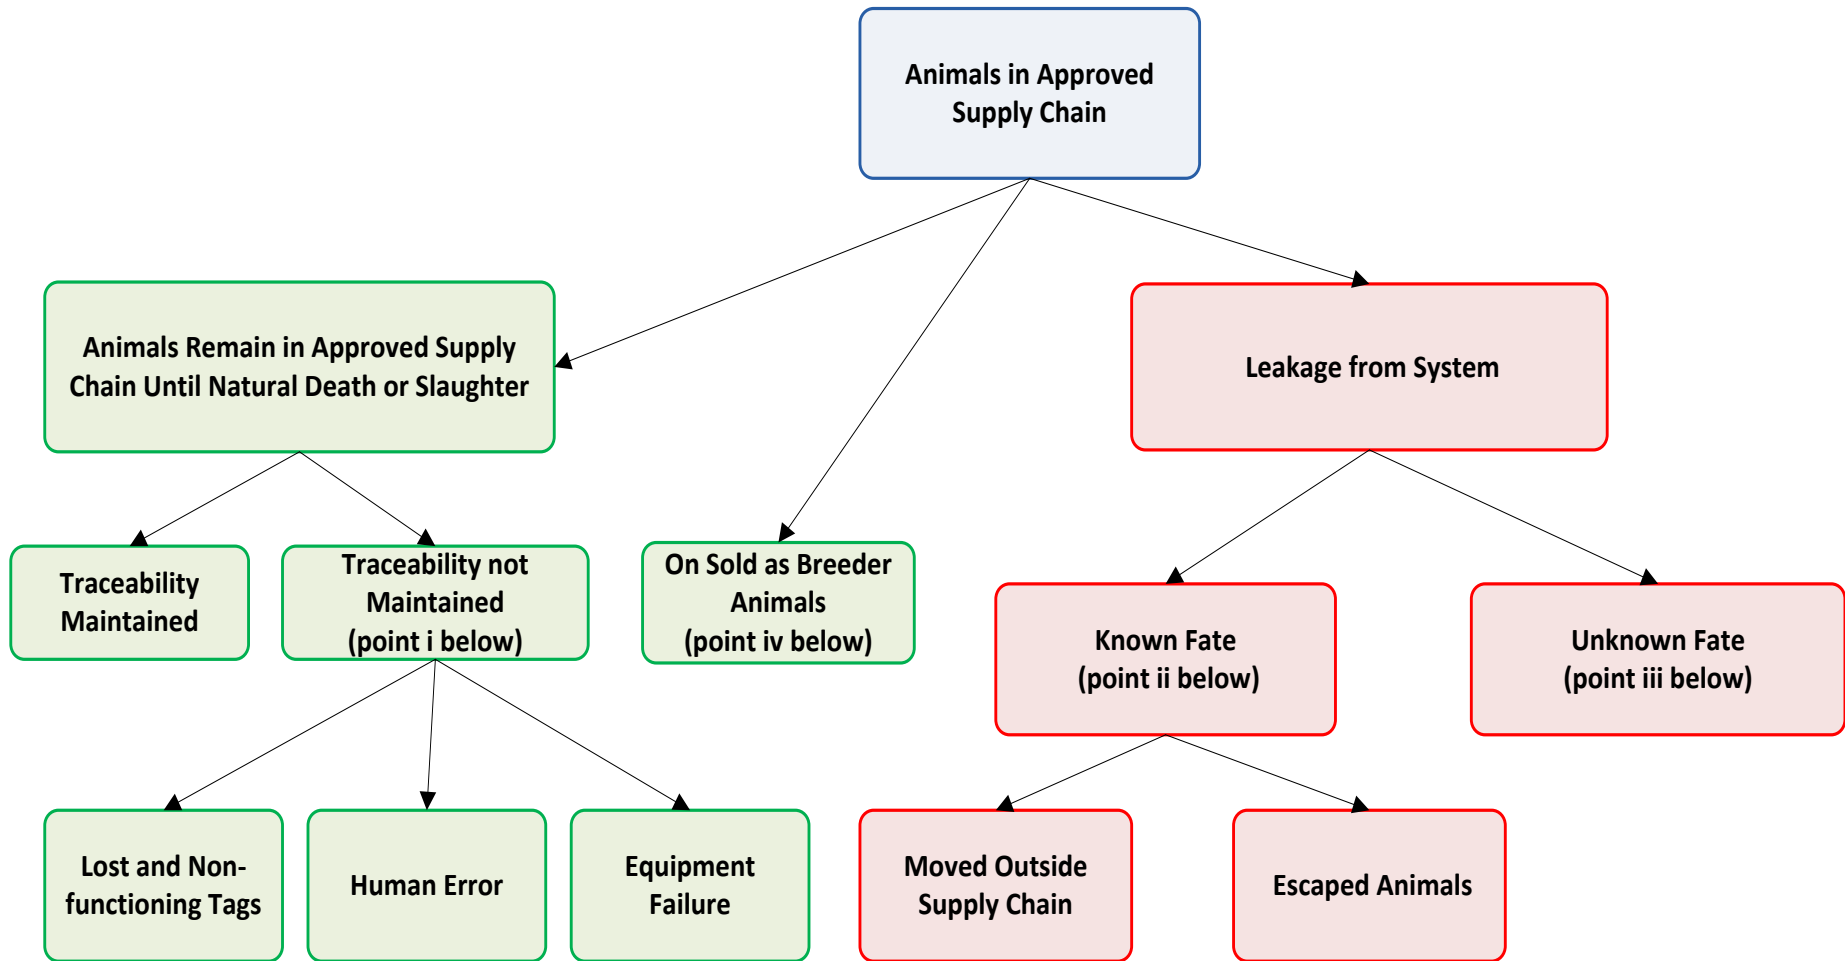 Animals in Approved
Supply Chain
Animals Remain in Approved Supply
Chain Until Natural Death or Slaughter
Leakage from System
Traceability
Maintained
Traceability not
Maintained
(point i below)
On Sold as Breeder
Animals
(point iv below)
Known Fate
(point ii below)
Unknown Fate
(point iii below)
Lost and Non-
functioning Tags
Human Error
Equipment
Failure
Moved Outside
Supply Chain
Escaped Animals